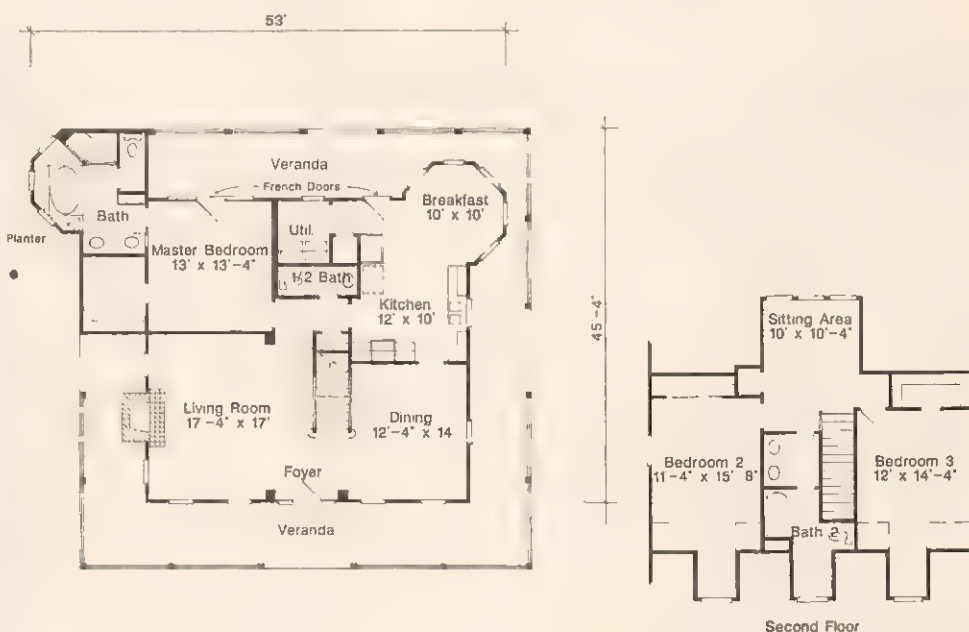 53'
Veranda
French Doors
Breakfast
10' x 10'
Bath
Util.
Planter
Master Bedroom
13' x 13'-4"
1/2 Bath
Kitchen
12' x 10'
45'-4"
Living Room
17'-4" x 17'
Dining
12'-4" x 14
Foyer
Veranda
Sitting Area
10' x 10'-4"
Bedroom 2
11'-4" x 15' 8"
Bedroom 3
12' x 14'-4"
Bath 2
Second Floor